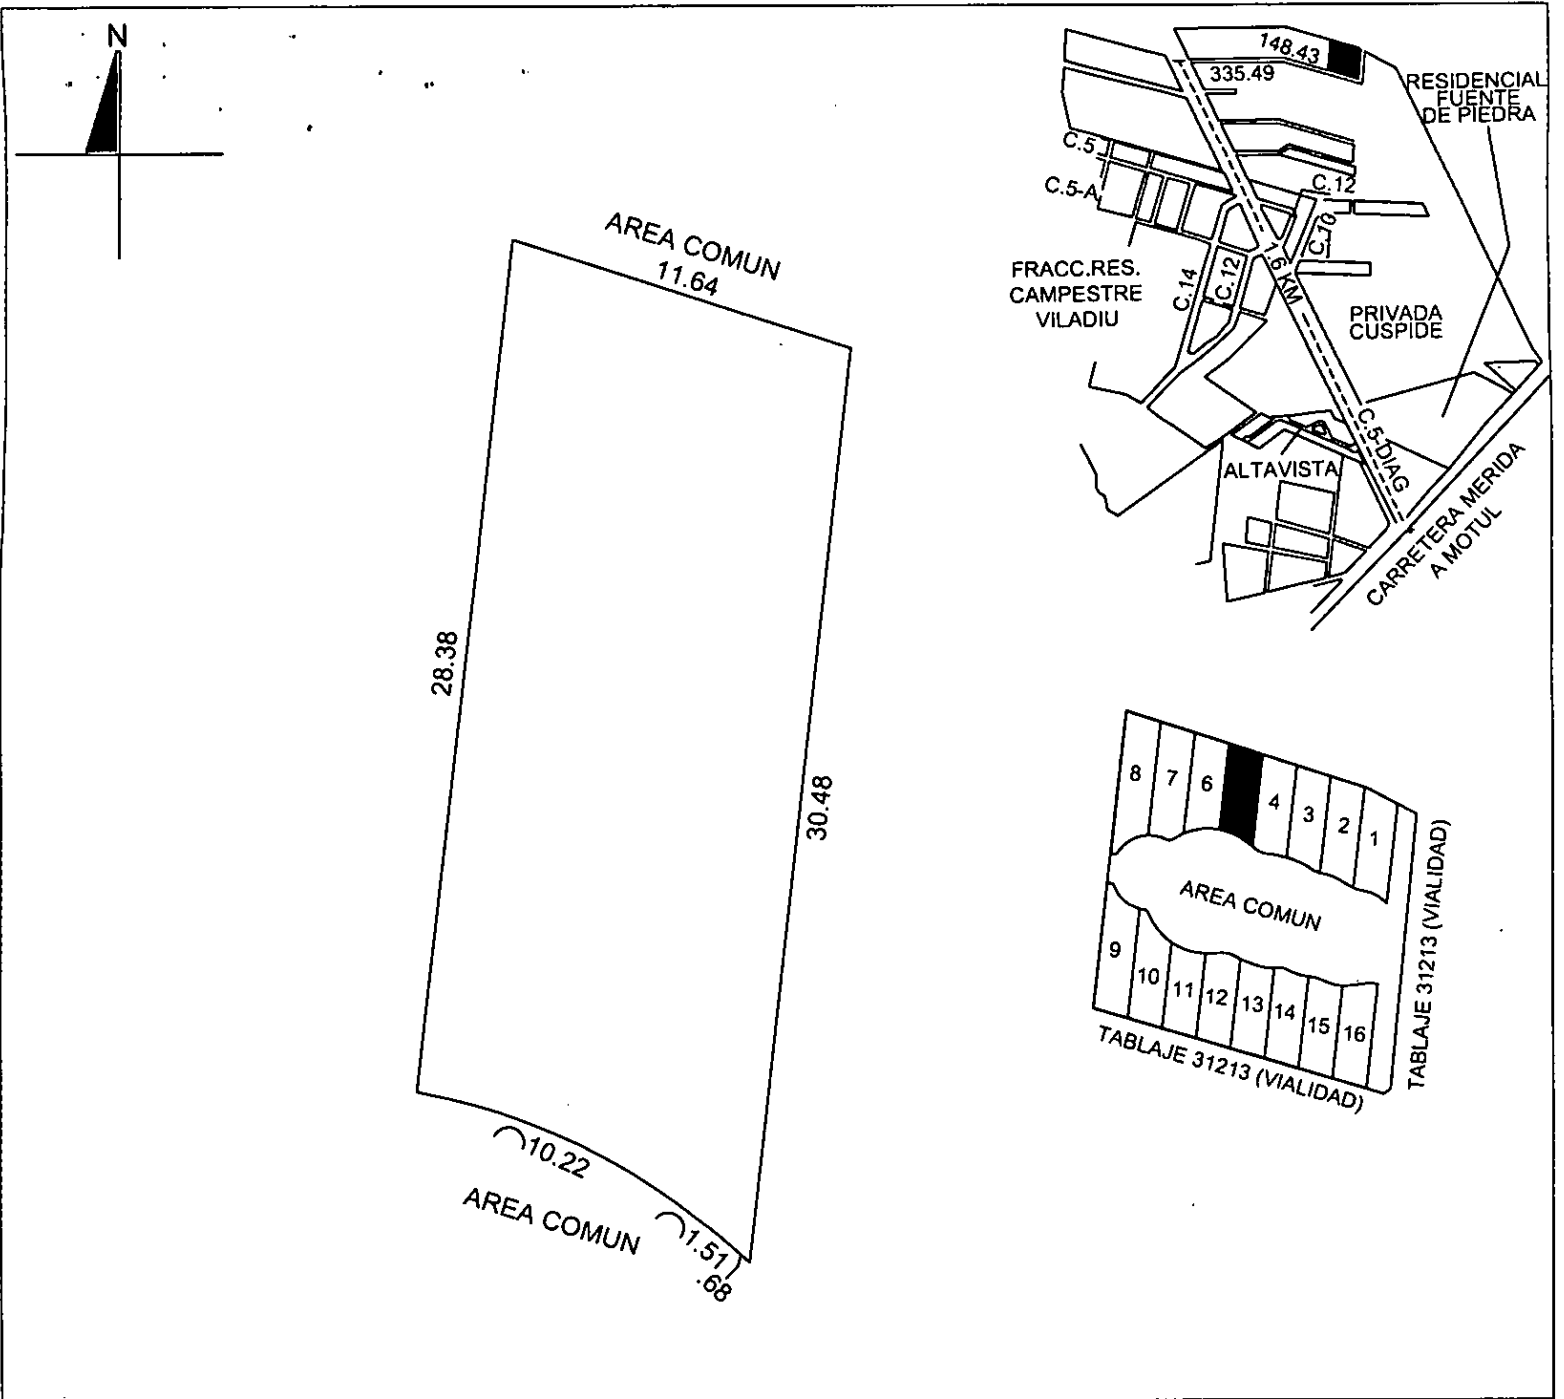 N
AREA COMUN
11.64
28.38
30.48
10.22
1.51
.68
AREA COMUN
148.43
335.49
RESIDENCIAL
FUENTE
DE PIEDRA
C.5
C.5-A
C.12
C.10
FRACC.RES.
CAMPESTRE
VILADIU
C.14
C.12
1.6 KM
PRIVADA
CUSPIDE
C.5-DIAG
ALTAVISTA
CARRETERA MERIDA
A MOTUL
8
7
6
4
3
2
1
AREA COMUN
9
10
11
12
13
14
15
16
TABLAJE 31213 (VIALIDAD)
TABLAJE 31213 (VIALIDAD)